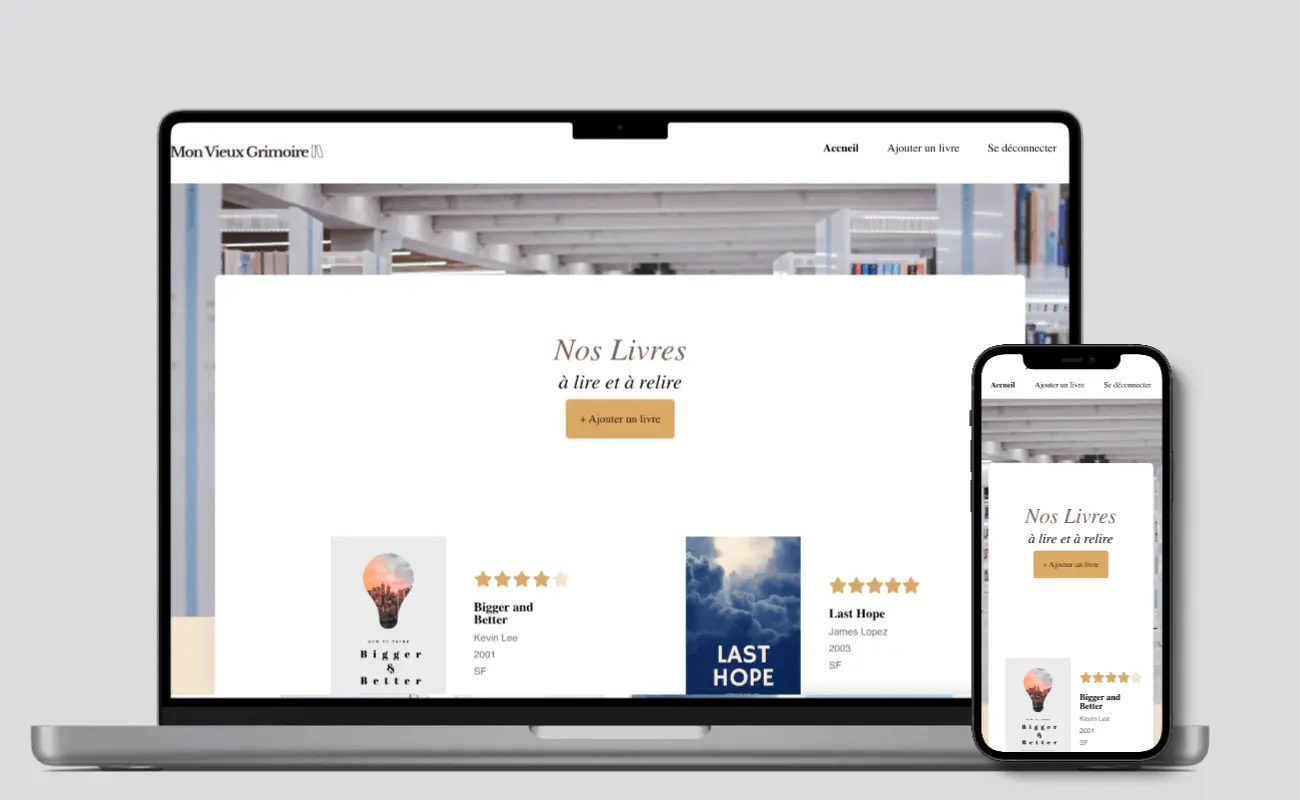 Mon Vieux Grimoire
Accueil Ajouter un livre Se déconnecter
Nos Livres
à lire et à relire
+ Ajouter un livre
Bigger
&
Better
Bigger and
Better
Kevin Lee
2001
SF
LAST
HOPE
Last Hope
James Lopez
2003
SF
Accueil Ajouter un livre Se déconnecter
Nos Livres
à lire et à relire
+ Ajouter un livre
Bigger
&
Better
Bigger and
Better
Kevin Lee
2001
SF